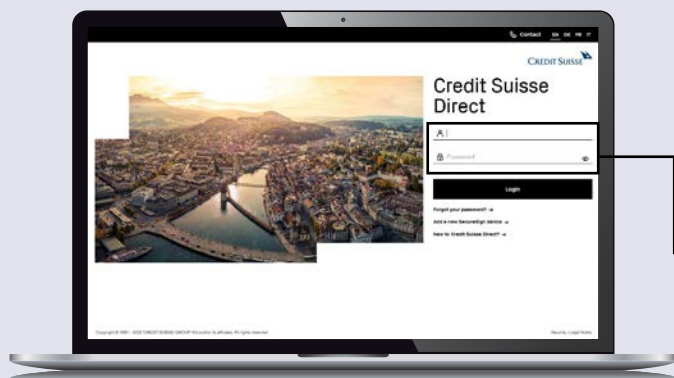 Contact EN DE FR IT
CREDIT SUISSE
Credit Suisse
Direct
Password
Login
Forgot your password?
Add a new SecureSign device
New to Credit Suisse Direct?